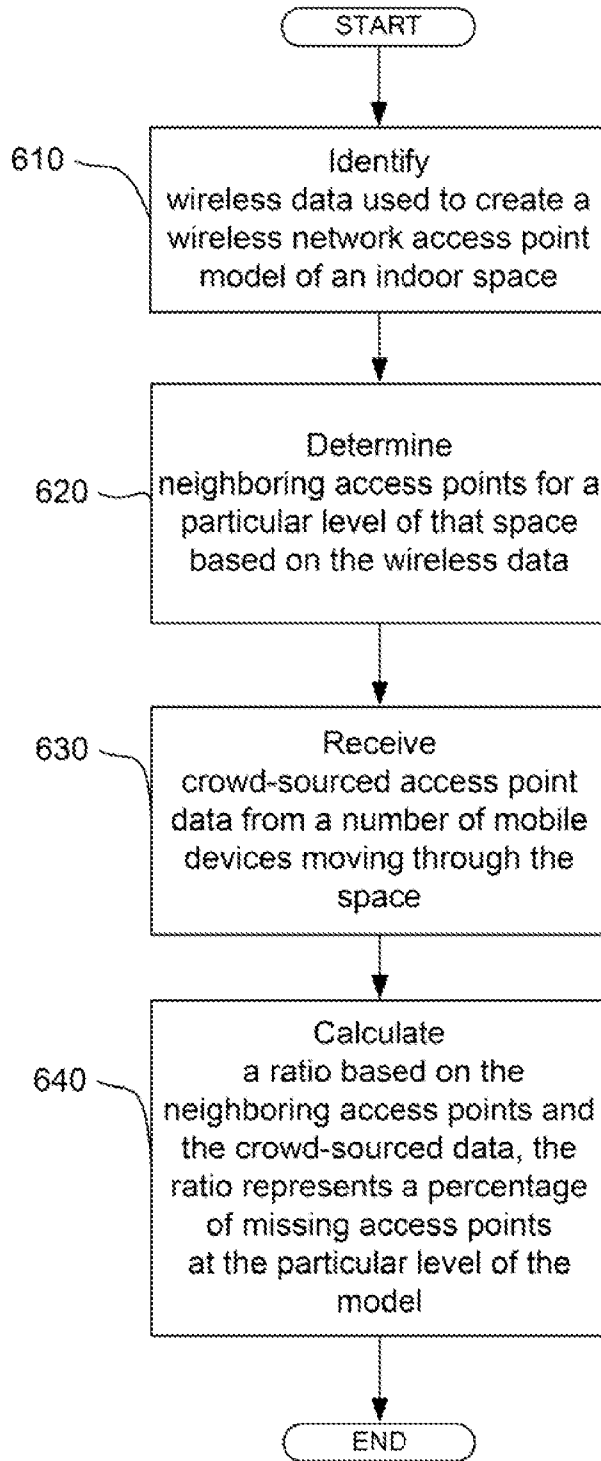 START
610
Identify
wireless data used to create a
wireless network access point
model of an indoor space
620
Determine
neighboring access points for a
particular level of that space
based on the wireless data
630
Receive
crowd-sourced access point
data from a number of mobile
devices moving through the
space
640
Calculate
a ratio based on the
neighboring access points and
the crowd-sourced data, the
ratio represents a percentage
of missing access points
at the particular level of the
model
END